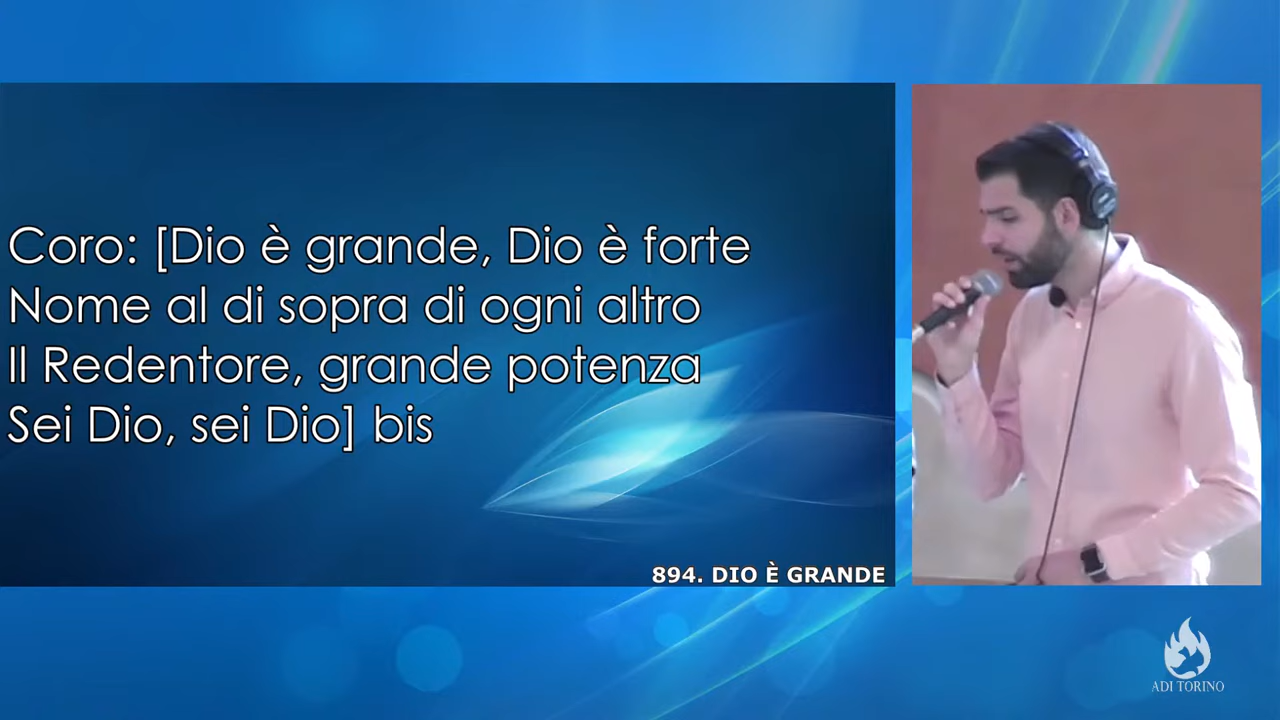 Coro: [Dio è grande, Dio è forte
Nome al di sopra di ogni altro
Il Redentore, grande potenza
Sei Dio, sei Dio] bis
894. DIO È GRANDE
ADI TORINO